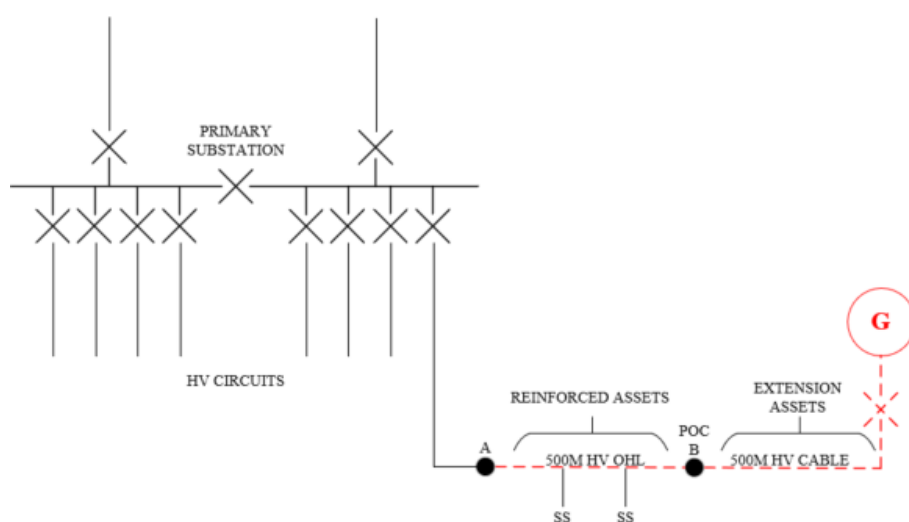 PRIMARY
SUBSTATION
HV CIRCUITS
REINFORCED ASSETS
EXTENSION
ASSETS
G
A
500M HV OHL
POC
B
500M HV CABLE
SS
SS